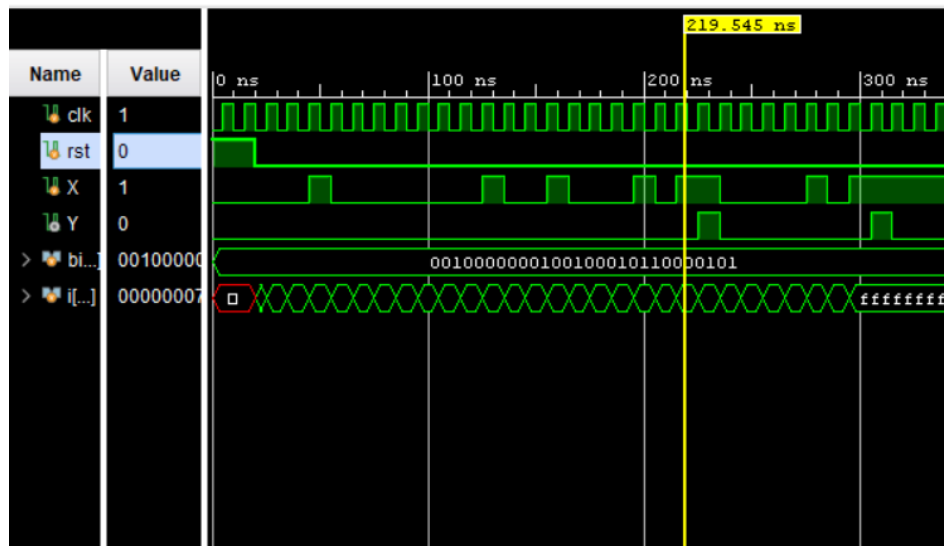 219.545 ns
Name Value
0 ns 100 ns 200 ns 300 ns
clk 1
rst 0
X 1
Y 0
> bi...] 00100000 0010000000100100010110000101
> i[...] 00000007 ffffffff